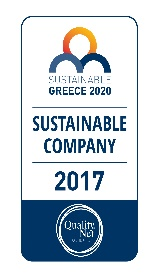 SUSTAINABLE
GREECE 2020
SUSTAINABLE
COMPANY
2017
Quality
Net